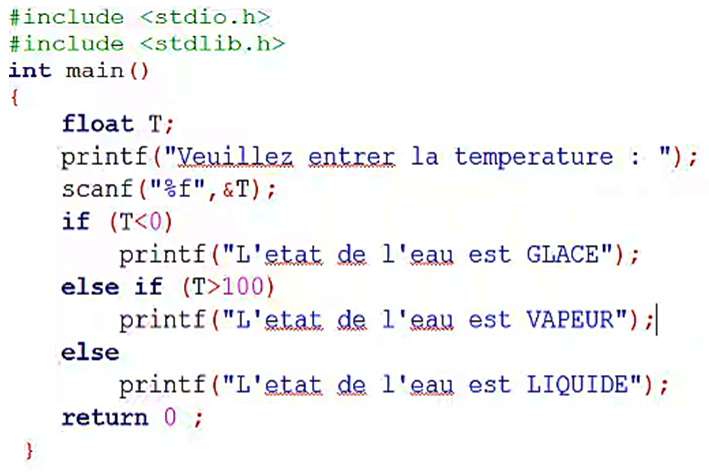 #include <stdio.h>
#include <stdlib.h>
int main()
{
    float T;
    printf("Veuillez entrer la temperature : ");
    scanf("%f",&T);
    if (T<0)
        printf("L'etat de l'eau est GLACE");
    else if (T>100)
        printf("L'etat de l'eau est VAPEUR");
    else
        printf("L'etat de l'eau est LIQUIDE");
    return 0 ;
}